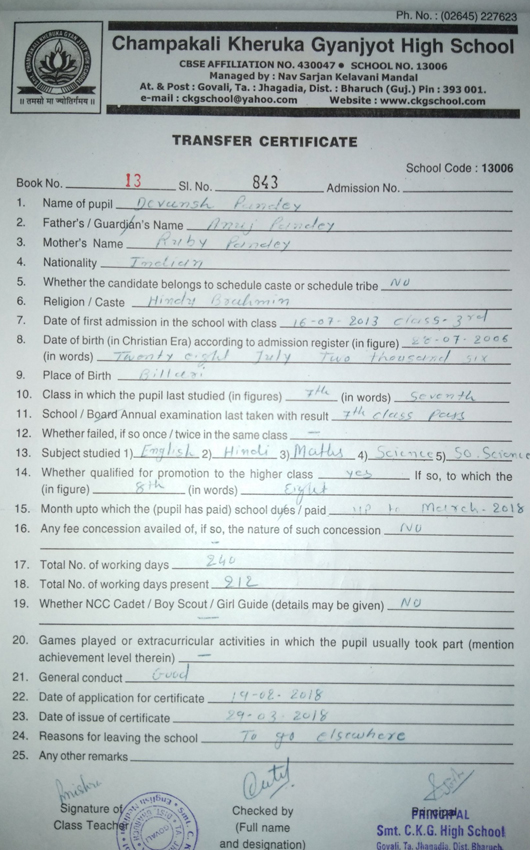 Ph. No. : (02645) 227623
CHAMPAKALI KHERUKA GYANJYOT HIGH SCHOOL
|| तमसो मा ज्योतिर्गमय ||
Champakali Kheruka Gyanjyot High School
CBSE AFFILIATION NO. 430047 ● SCHOOL NO. 13006
Managed by : Nav Sarjan Kelavani Mandal
At. & Post : Govali, Ta. : Jhagadia, Dist. : Bharuch (Guj.) Pin : 393 001.
e-mail : ckgschool@yahoo.com Website : www.ckgschool.com
TRANSFER CERTIFICATE
School Code : 13006
Book No. 13 Sl. No. 843 Admission No.
1. Name of pupil Devansh Pandey
2. Father's / Guardian's Name Anuj Pandey
3. Mother's Name Ruby Pandey
4. Nationality Indian
5. Whether the candidate belongs to schedule caste or schedule tribe NO
6. Religion / Caste Hindu Brahmin
7. Date of first admission in the school with class 16-07-2013 class-3rd
8. Date of birth (in Christian Era) according to admission register (in figure) 28-07-2006
(in words) Twenty eight July Two thousand six
9. Place of Birth Billari
10. Class in which the pupil last studied (in figures) 7th (in words) Seventh
11. School / Board Annual examination last taken with result 7th class Pass
12. Whether failed, if so once / twice in the same class —
13. Subject studied 1) English 2) Hindi 3) Maths 4) Science 5) So. Science
14. Whether qualified for promotion to the higher class yes If so, to which the
(in figure) 8th (in words) Eight
15. Month upto which the (pupil has paid) school dues / paid up to March-2018
16. Any fee concession availed of, if so, the nature of such concession NO
—
17. Total No. of working days 240
18. Total No. of working days present 212
19. Whether NCC Cadet / Boy Scout / Girl Guide (details may be given) NO
—
20. Games played or extracurricular activities in which the pupil usually took part (mention
achievement level therein) —
21. General conduct Good
22. Date of application for certificate 19-02-2018
23. Date of issue of certificate 29-03-2018
24. Reasons for leaving the school To go elsewhere
25. Any other remarks
Signature of
Class Teacher
Checked by
(Full name
and designation)
Principal
PRINCIPAL
Smt. C.K.G. High School
Govali, Ta. Jhagadia, Dist. Bharuch